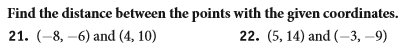 Find the distance between the points with the given coordinates.
21. (−8, −6) and (4, 10) 22. (5, 14) and (−3, −9)